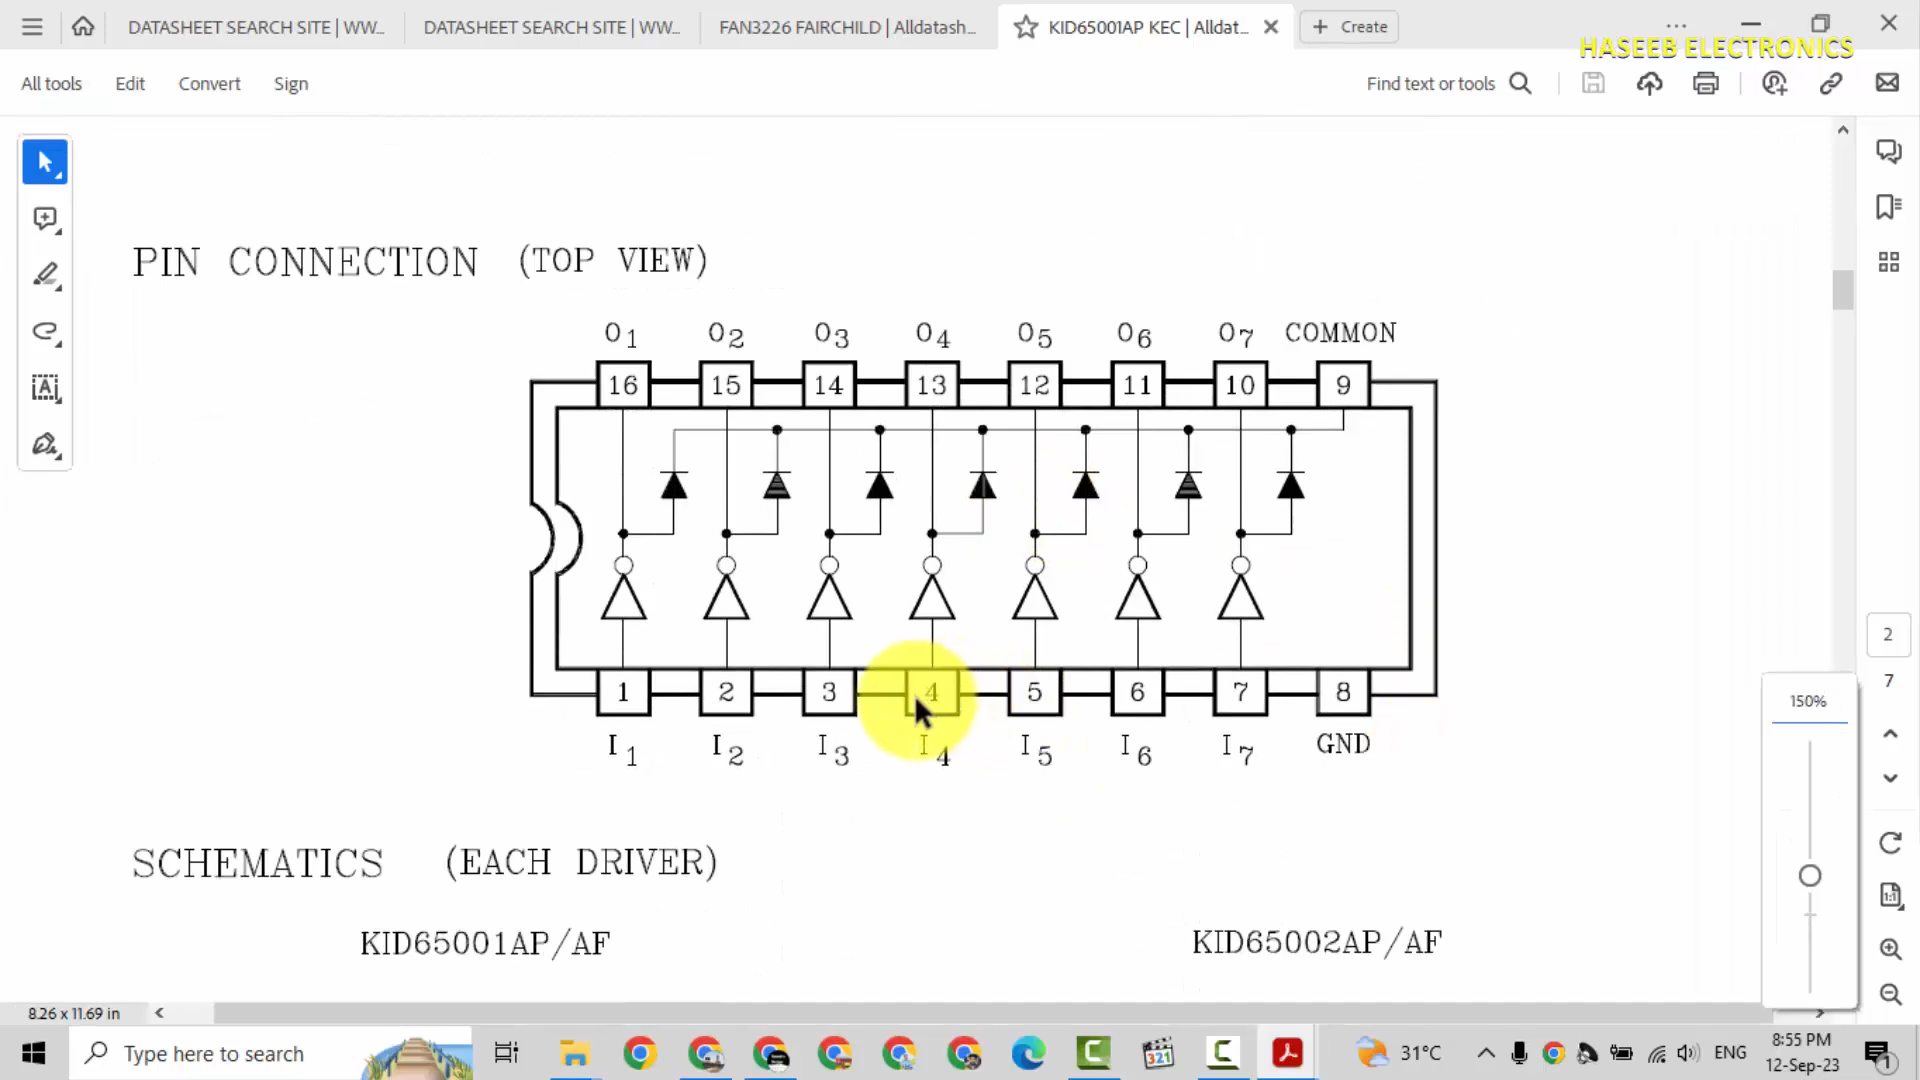 DATASHEET SEARCH SITE | WW...
DATASHEET SEARCH SITE | WW...
FAN3226 FAIRCHILD | Alldatash...
KID65001AP KEC | Alldat...
Create
HASEEB ELECTRONICS
All tools
Edit
Convert
Sign
Find text or tools
PIN CONNECTION (TOP VIEW)
O1 O2 O3 O4 O5 O6 O7 COMMON
16 15 14 13 12 11 10 9
1 2 3 4 5 6 7 8
I1 I2 I3 I4 I5 I6 I7 GND
2
7
150%
SCHEMATICS (EACH DRIVER)
KID65001AP/AF
KID65002AP/AF
8.26 x 11.69 in
Type here to search
31°C
ENG
8:55 PM
12-Sep-23